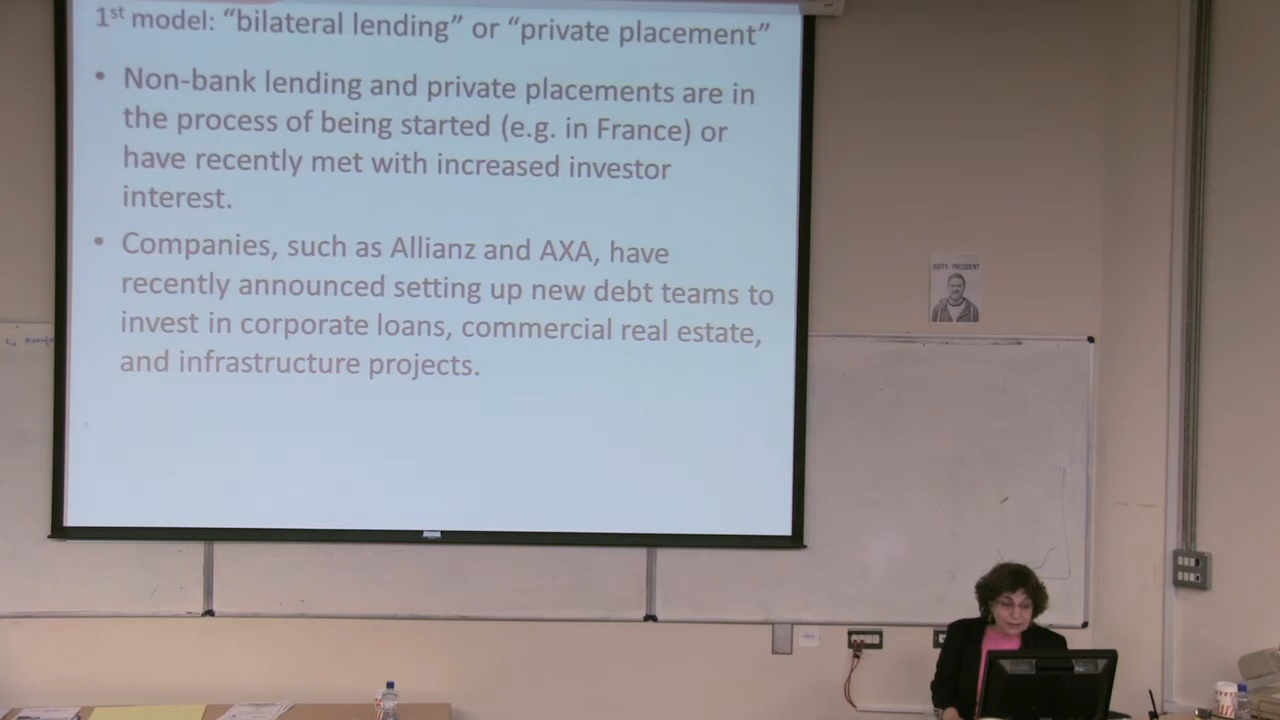 1st model: “bilateral lending” or “private placement”
• Non-bank lending and private placements are in
the process of being started (e.g. in France) or
have recently met with increased investor
interest.
• Companies, such as Allianz and AXA, have
recently announced setting up new debt teams to
invest in corporate loans, commercial real estate,
and infrastructure projects.
PRESIDENT